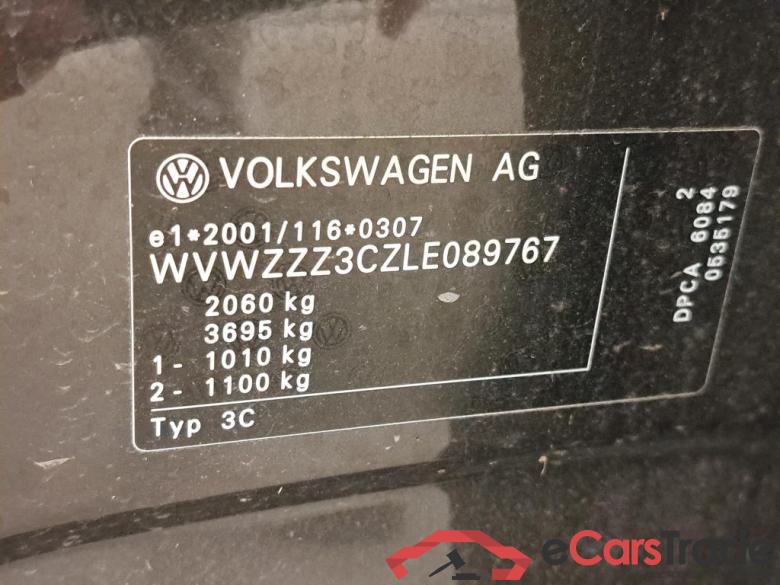 VOLKSWAGEN AG
e1*2001/116*0307
WVWZZZ3CZLE089767
2060 kg
3695 kg
1- 1010 kg
2- 1100 kg
Typ 3C
2
DPCA 6084
0535179
eCarsTrade